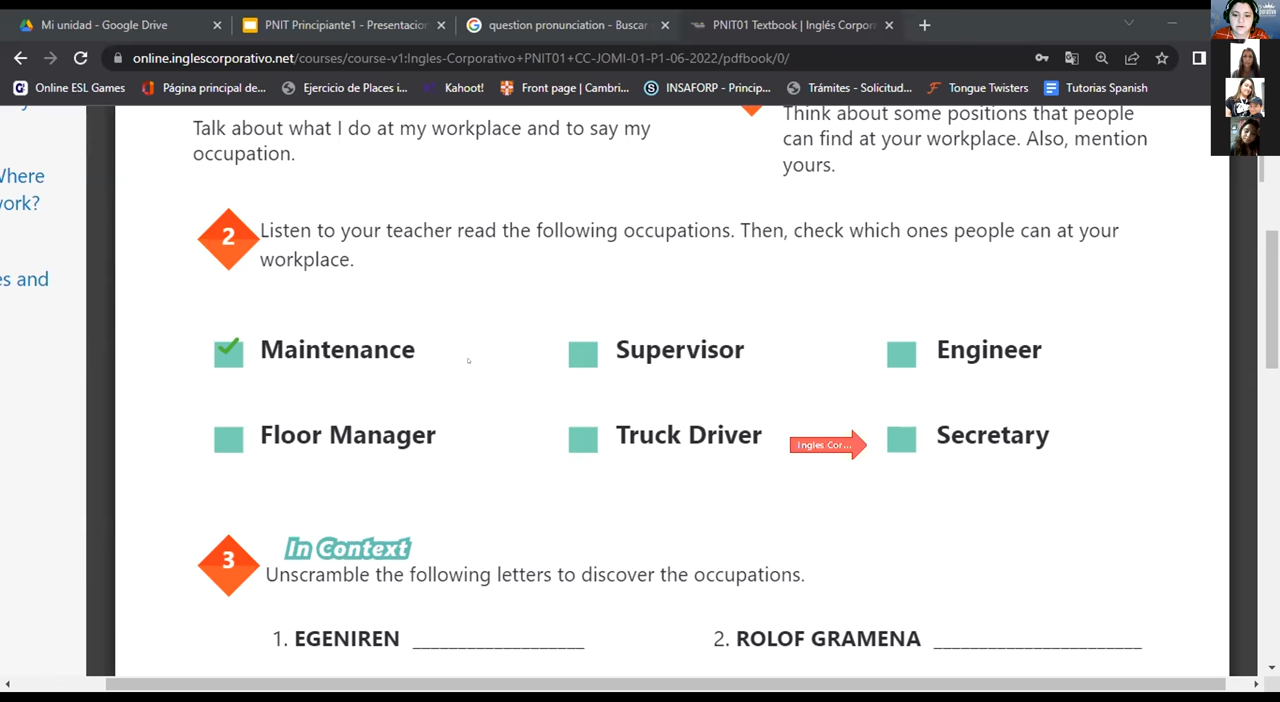 Mi unidad - Google Drive
PNIT Principiante1 - Presentacion
question pronunciation - Buscar
PNIT01 Textbook | Inglés Corpor
online.inglescorporativo.net/courses/course-v1:Ingles-Corporativo+PNIT01+CC-JOMI-01-P1-06-2022/pdfbook/0/
Online ESL Games
Página principal de...
Ejercicio de Places i...
Kahoot!
Front page | Cambri...
INSAFORP - Princip...
Trámites - Solicitud...
Tongue Twisters
Tutorias Spanish
Where
work?
es and
Talk about what I do at my workplace and to say my
occupation.
Think about some positions that people
can find at your workplace. Also, mention
yours.
2
Listen to your teacher read the following occupations. Then, check which ones people can at your
workplace.
Maintenance
Supervisor
Engineer
Floor Manager
Truck Driver
Ingles Cor...
Secretary
3
In Context
Unscramble the following letters to discover the occupations.
1. EGENIREN ________________
2. ROLOF GRAMENA ____________________